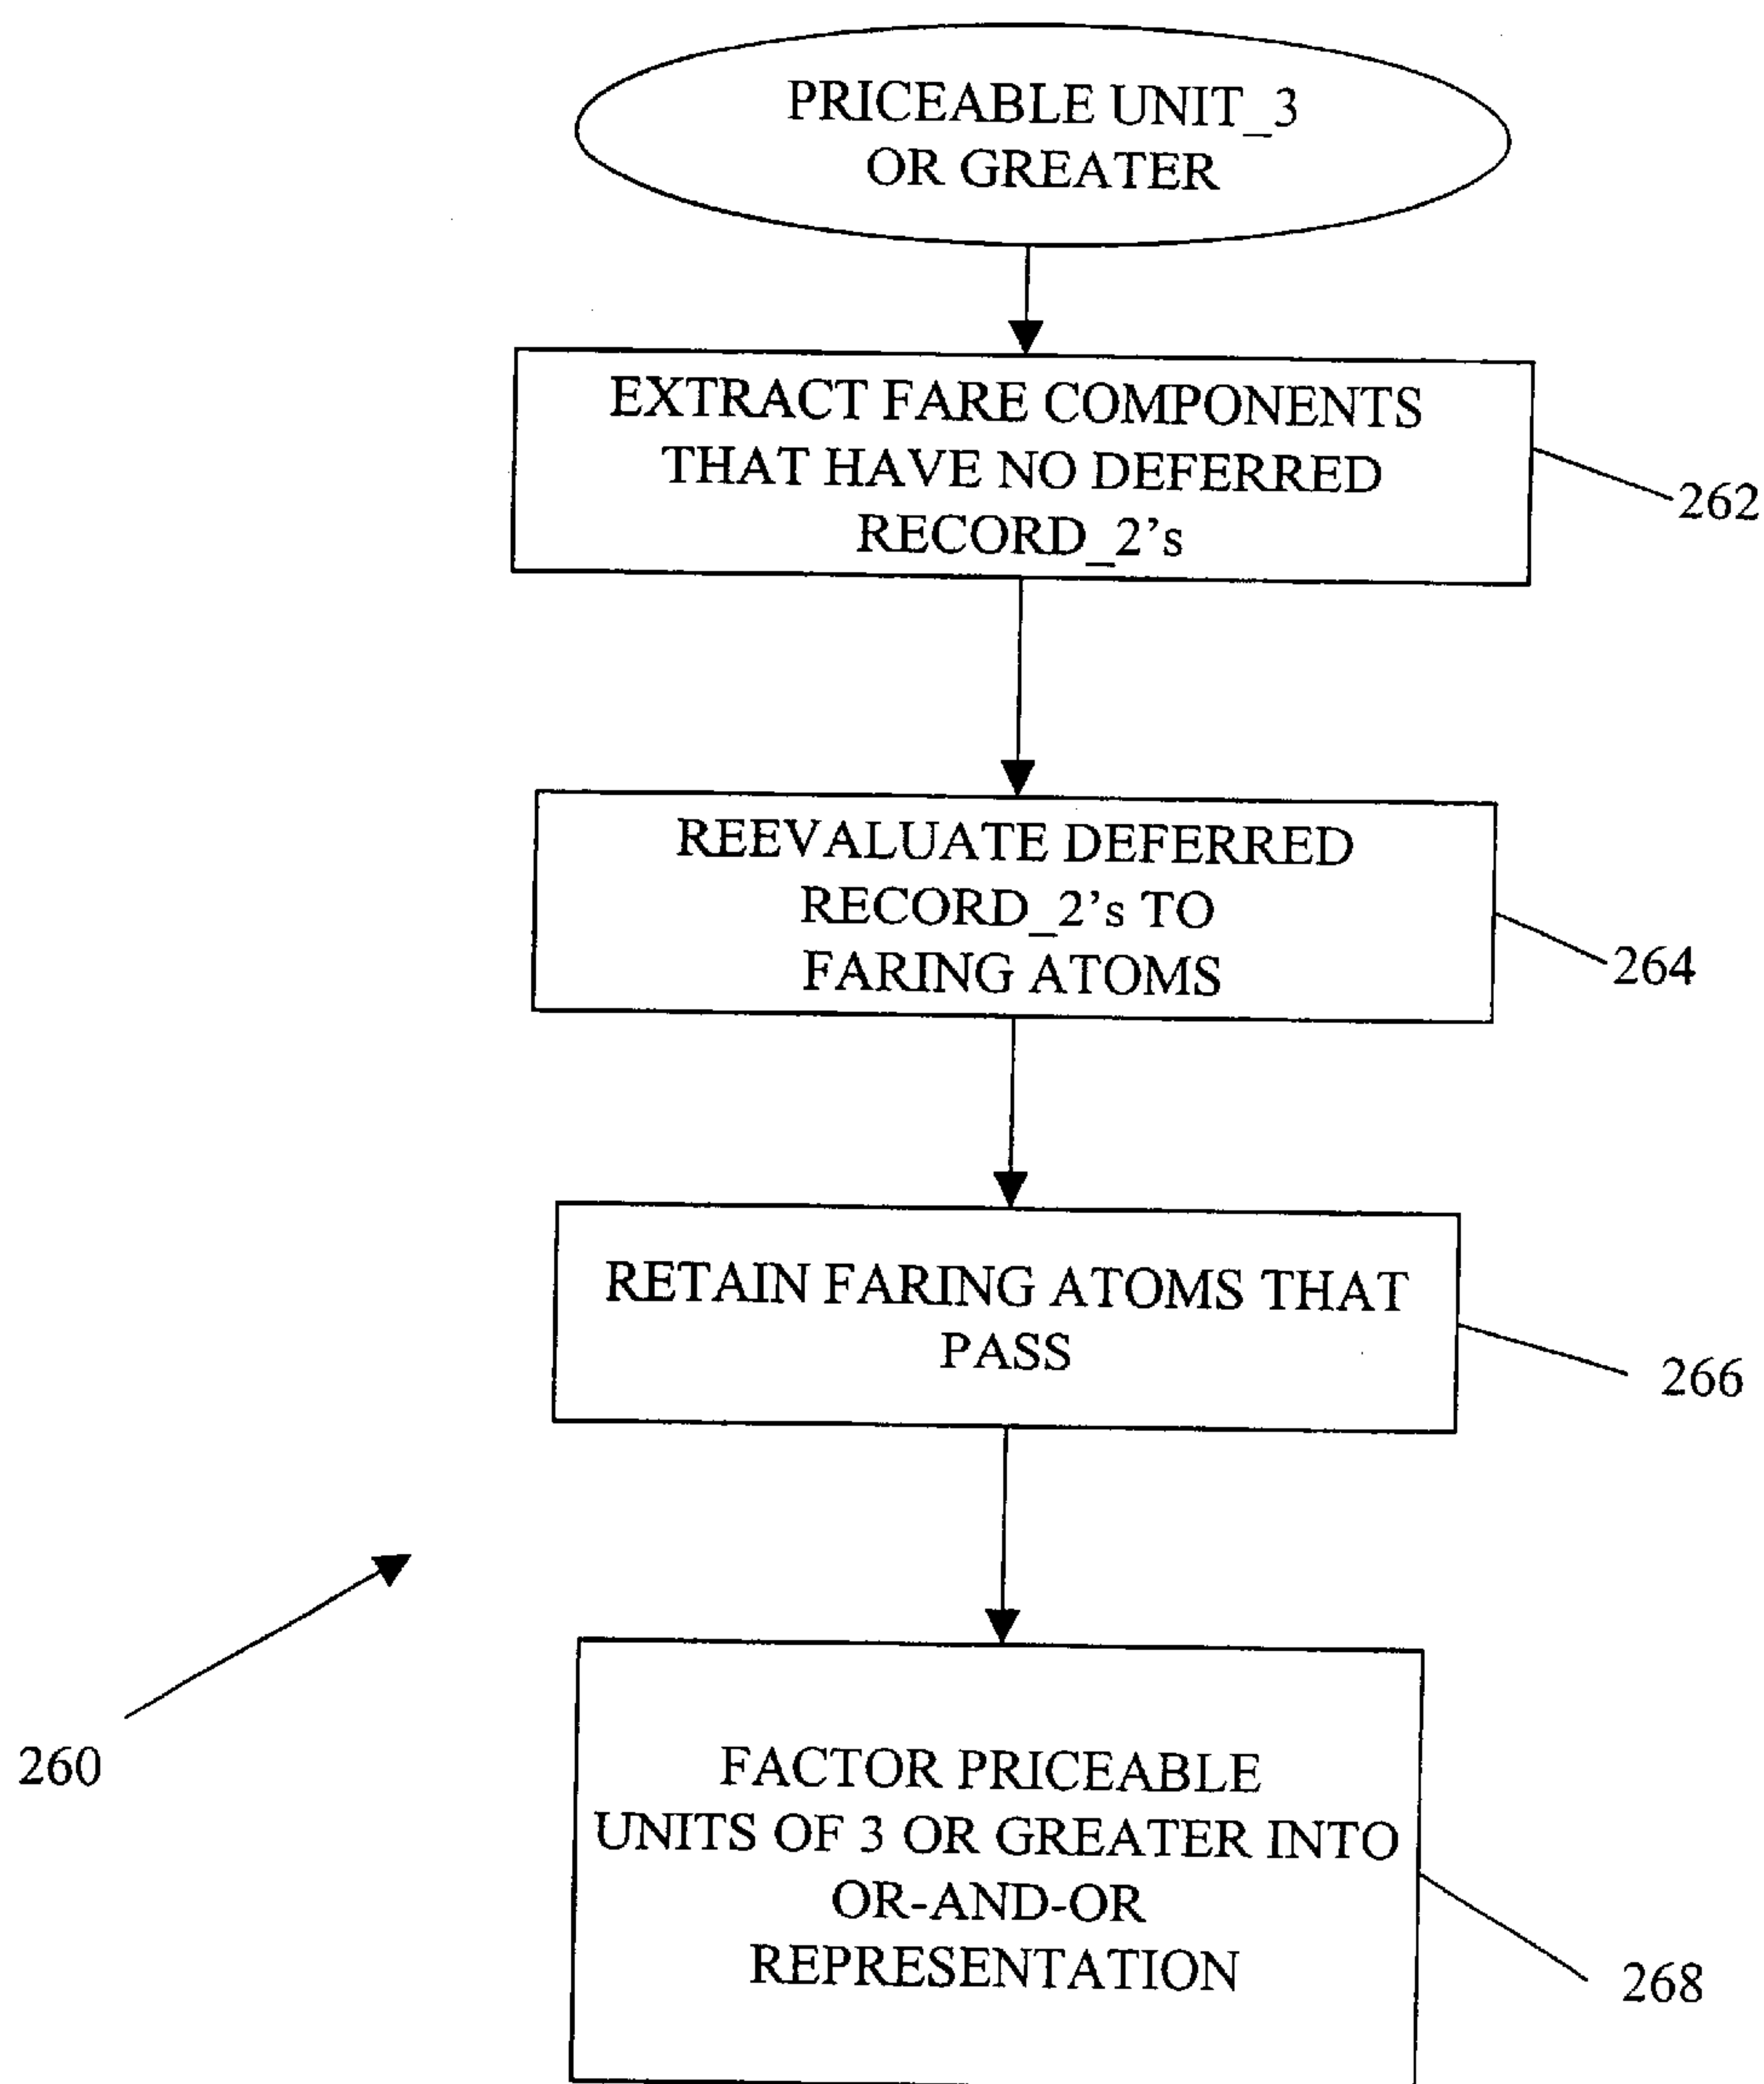 PRICEABLE UNIT_3
OR GREATER
EXTRACT FARE COMPONENTS
THAT HAVE NO DEFERRED
RECORD_2’s
262
REEVALUATE DEFERRED
RECORD_2’s TO
FARING ATOMS
264
RETAIN FARING ATOMS THAT
PASS
266
260
FACTOR PRICEABLE
UNITS OF 3 OR GREATER INTO
OR-AND-OR
REPRESENTATION
268